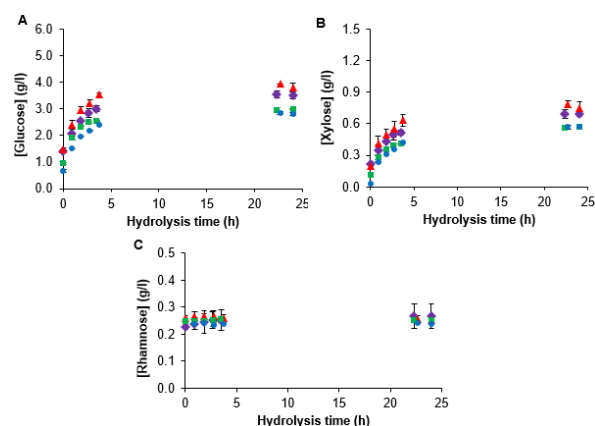 A
[Glucose] (g/l)
6.0
5.0
4.0
3.0
2.0
1.0
0.0
0 5 10 15 20 25
Hydrolysis time (h)
B
[Xylose] (g/l)
1.5
1.2
0.9
0.6
0.3
0.0
0 5 10 15 20 25
Hydrolysis time (h)
C
[Rhamnose] (g/l)
0.5
0.4
0.3
0.2
0.1
0.0
0 5 10 15 20 25
Hydrolysis time (h)